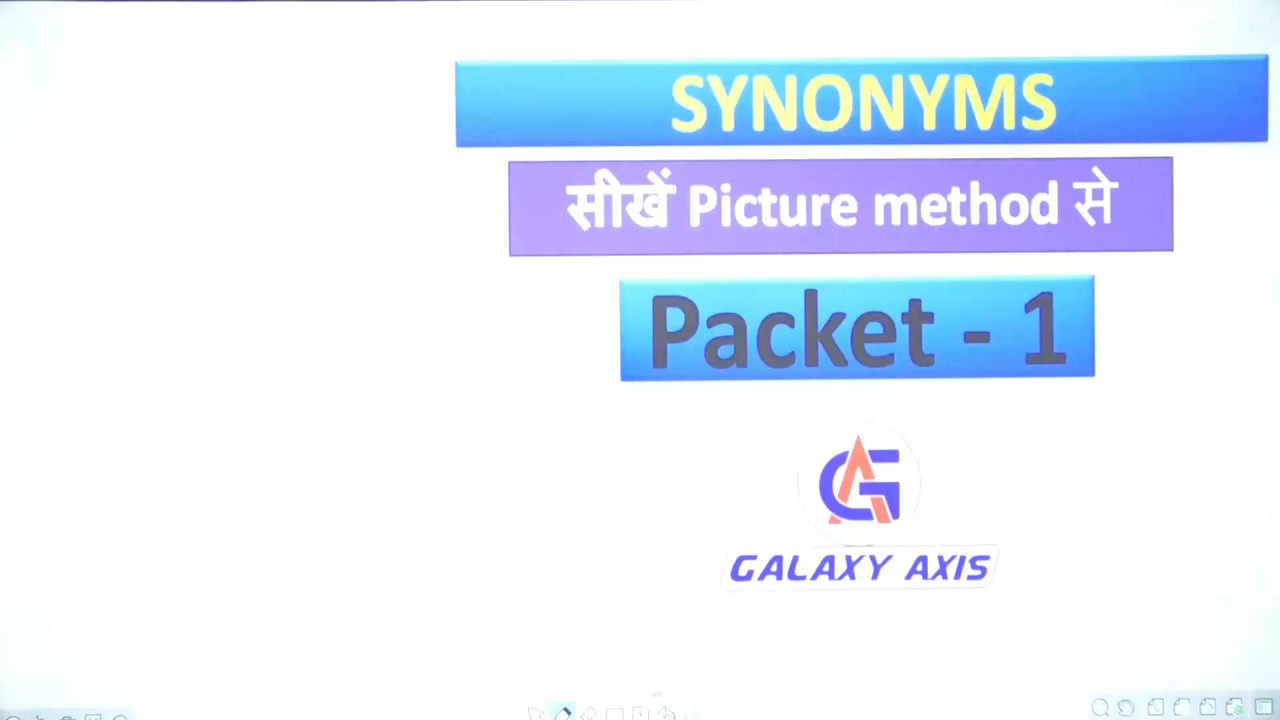 SYNONYMS
सीखें Picture method से
Packet - 1
GALAXY AXIS